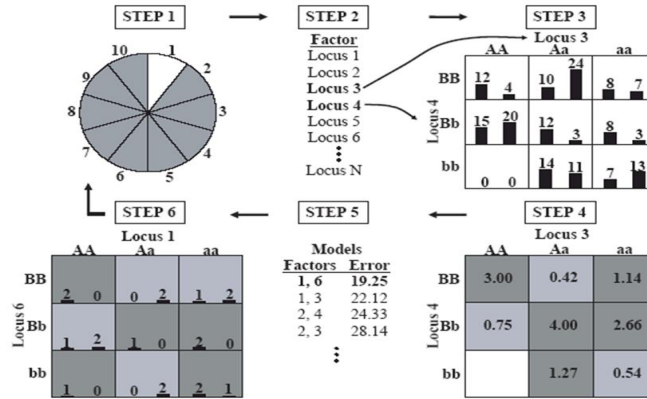 STEP 1
STEP 2
STEP 3
10 1
9 2
8 3
7 4
6 5
Factor
Locus 1
Locus 2
Locus 3
Locus 4
Locus 5
Locus 6
Locus N
Locus 3
AA Aa aa
Locus 4
BB 12 4 10 24 8 7
Bb 15 20 12 3 8 3
bb 0 0 14 11 7 13
STEP 6
STEP 5
STEP 4
Locus 1
AA Aa aa
Locus 6
BB 2 0 0 2 1 2
Bb 1 2 1 0 2 0
bb 1 0 0 2 2 1
Models
Factors Error
1, 6 19.25
1, 3 22.12
2, 4 24.33
2, 3 28.14
Locus 3
AA Aa aa
Locus 4
BB 3.00 0.42 1.14
Bb 0.75 4.00 2.66
bb 1.27 0.54